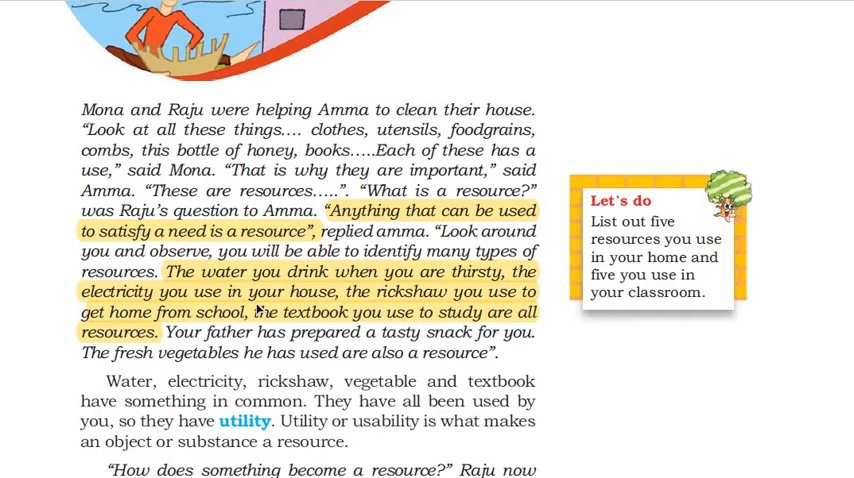 Mona and Raju were helping Amma to clean their house.
“Look at all these things.... clothes, utensils, foodgrains,
combs, this bottle of honey, books.....Each of these has a
use,” said Mona. “That is why they are important,” said
Amma. “These are resources.....”. “What is a resource?”
was Raju’s question to Amma. “Anything that can be used
to satisfy a need is a resource”, replied amma. “Look around
you and observe, you will be able to identify many types of
resources. The water you drink when you are thirsty, the
electricity you use in your house, the rickshaw you use to
get home from school, the textbook you use to study are all
resources. Your father has prepared a tasty snack for you.
The fresh vegetables he has used are also a resource”.
Water, electricity, rickshaw, vegetable and textbook
have something in common. They have all been used by
you, so they have utility. Utility or usability is what makes
an object or substance a resource.
“How does something become a resource?” Raju now
Let’s do
List out five
resources you use
in your home and
five you use in
your classroom.